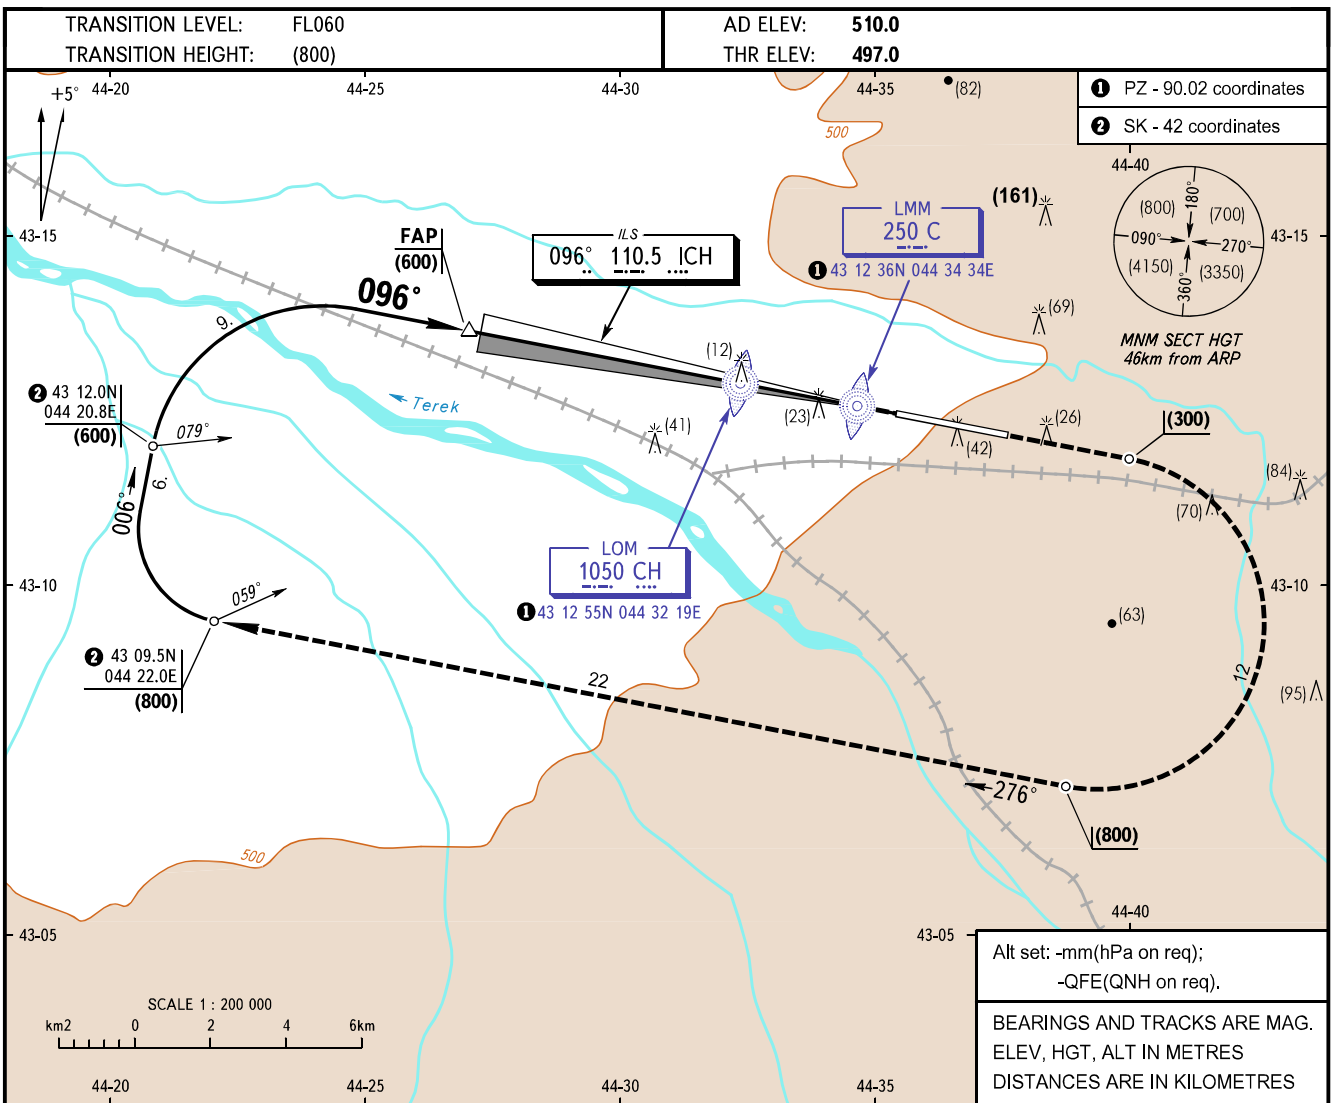 TRANSITION LEVEL: FL060
TRANSITION HEIGHT: (800)
AD ELEV: 510.0
THR ELEV: 497.0
44-20
44-25
44-30
44-35
(82)
+5°
500
❶ PZ - 90.02 coordinates
❷ SK - 42 coordinates
44-40
(161)
(800)
180°
(700)
090°
270°
(4150)
360°
(3350)
MNM SECT HGT
46km from ARP
43-15
43-15
FAP
(600)
ILS
096° 110.5 ICH
LMM
250 C
❶ 43 12 36N 044 34 34E
096°
9.
(69)
(12)
Terek
❷ 43 12.0N
044 20.8E
(600)
079°
(41)
(23)
(42)
(26)
(300)
(84)
(70)
006°
9.
LOM
1050 CH
❶ 43 12 55N 044 32 19E
43-10
43-10
059°
(63)
❷ 43 09.5N
044 22.0E
(800)
22
12
(95)
276°
(800)
500
44-40
43-05
43-05
Alt set: -mm(hPa on req);
-QFE(QNH on req).
SCALE 1 : 200 000
km2 0 2 4 6km
BEARINGS AND TRACKS ARE MAG.
ELEV, HGT, ALT IN METRES
DISTANCES ARE IN KILOMETRES
44-20
44-25
44-30
44-35